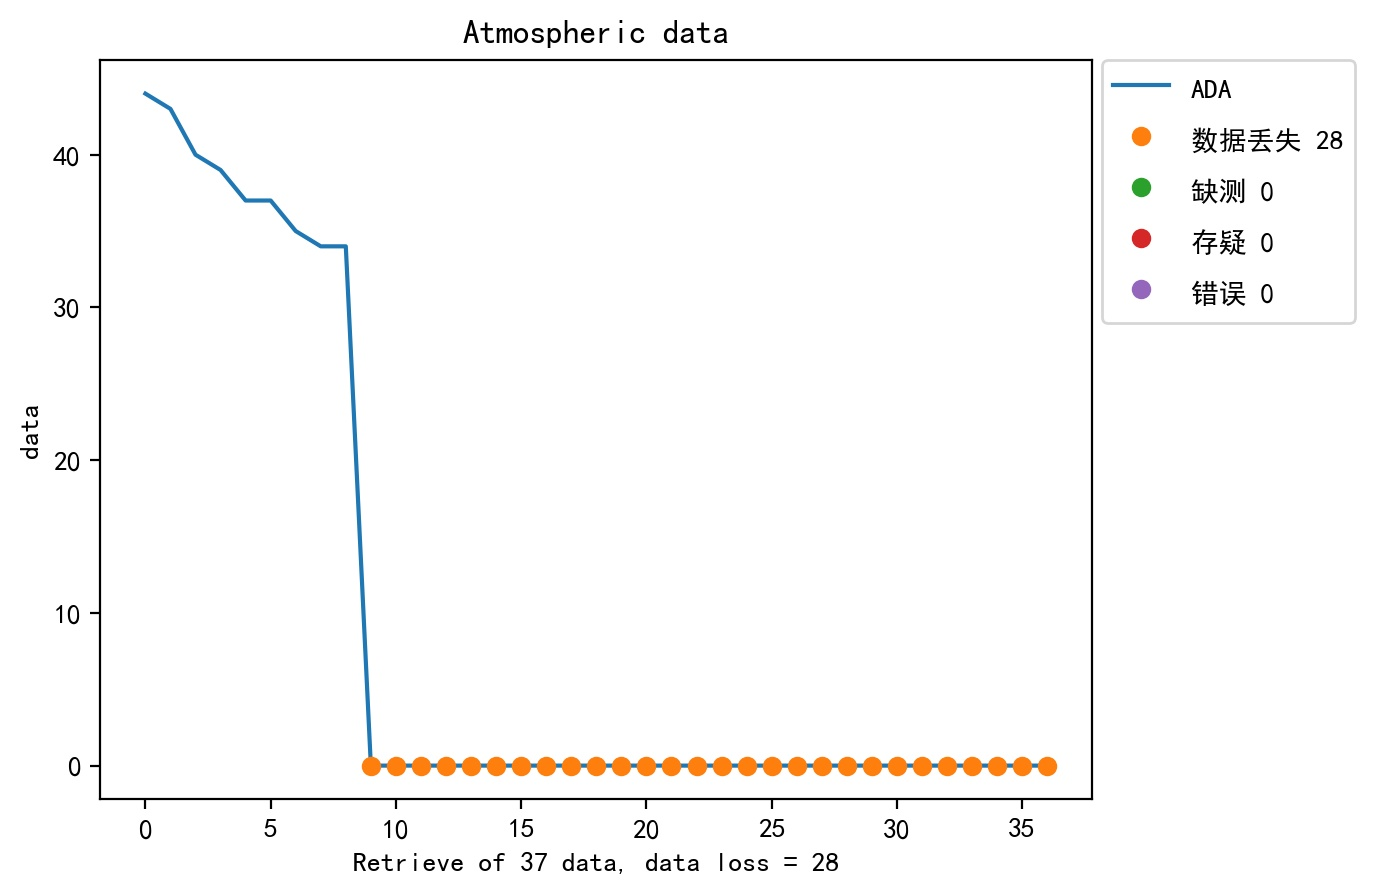 Atmospheric data
ADA
数据丢失 28
缺测 0
存疑 0
错误 0
data
40
30
20
10
0
0 5 10 15 20 25 30 35
Retrieve of 37 data, data loss = 28